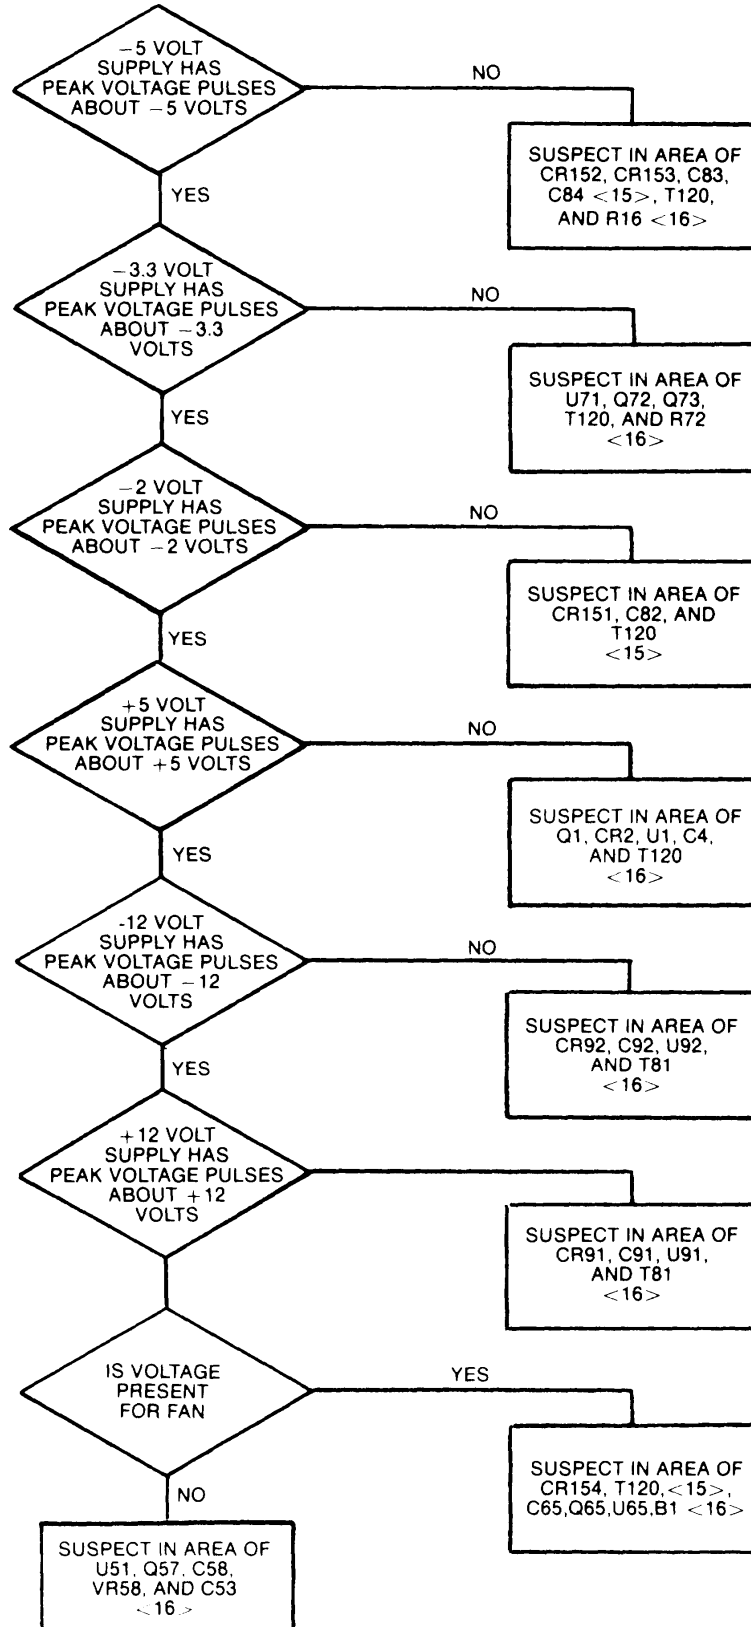 −5 VOLT
SUPPLY HAS
PEAK VOLTAGE PULSES
ABOUT −5 VOLTS
NO
SUSPECT IN AREA OF
CR152, CR153, C83,
C84 <15>, T120,
AND R16 <16>
YES
−3.3 VOLT
SUPPLY HAS
PEAK VOLTAGE PULSES
ABOUT −3.3
VOLTS
NO
SUSPECT IN AREA OF
U71, Q72, Q73,
T120, AND R72
<16>
YES
−2 VOLT
SUPPLY HAS
PEAK VOLTAGE PULSES
ABOUT −2 VOLTS
NO
SUSPECT IN AREA OF
CR151, C82, AND
T120
<15>
YES
+5 VOLT
SUPPLY HAS
PEAK VOLTAGE PULSES
ABOUT +5 VOLTS
NO
SUSPECT IN AREA OF
Q1, CR2, U1, C4,
AND T120
<16>
YES
-12 VOLT
SUPPLY HAS
PEAK VOLTAGE PULSES
ABOUT −12
VOLTS
NO
SUSPECT IN AREA OF
CR92, C92, U92,
AND T81
<16>
YES
+12 VOLT
SUPPLY HAS
PEAK VOLTAGE PULSES
ABOUT +12
VOLTS
SUSPECT IN AREA OF
CR91, C91, U91,
AND T81
<16>
IS VOLTAGE
PRESENT
FOR FAN
YES
SUSPECT IN AREA OF
CR154, T120,<15>,
C65,Q65,U65,B1 <16>
NO
SUSPECT IN AREA OF
U51, Q57, C58,
VR58, AND C53
<16>